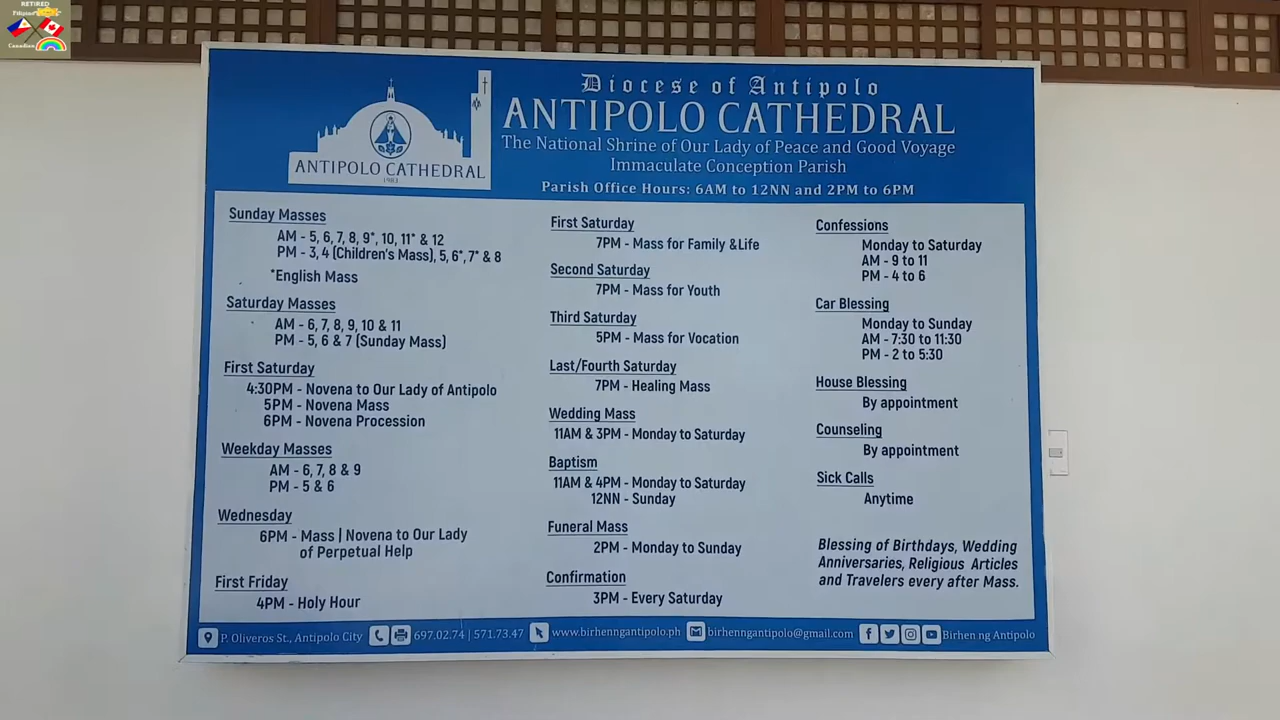 RETIRED
Filipino
Canadian
Diocese of Antipolo
ANTIPOLO CATHEDRAL
The National Shrine of Our Lady of Peace and Good Voyage
Immaculate Conception Parish
Parish Office Hours: 6AM to 12NN and 2PM to 6PM
ANTIPOLO CATHEDRAL
1983
Sunday Masses
AM - 5, 6, 7, 8, 9*, 10, 11* & 12
PM - 3, 4 (Children's Mass), 5, 6*, 7* & 8
*English Mass
Saturday Masses
AM - 6, 7, 8, 9, 10 & 11
PM - 5, 6 & 7 (Sunday Mass)
First Saturday
4:30PM - Novena to Our Lady of Antipolo
5PM - Novena Mass
6PM - Novena Procession
Weekday Masses
AM - 6, 7, 8 & 9
PM - 5 & 6
Wednesday
6PM - Mass | Novena to Our Lady
of Perpetual Help
First Friday
4PM - Holy Hour
First Saturday
7PM - Mass for Family &Life
Second Saturday
7PM - Mass for Youth
Third Saturday
5PM - Mass for Vocation
Last/Fourth Saturday
7PM - Healing Mass
Wedding Mass
11AM & 3PM - Monday to Saturday
Baptism
11AM & 4PM - Monday to Saturday
12NN - Sunday
Funeral Mass
2PM - Monday to Sunday
Confirmation
3PM - Every Saturday
Confessions
Monday to Saturday
AM - 9 to 11
PM - 4 to 6
Car Blessing
Monday to Sunday
AM - 7:30 to 11:30
PM - 2 to 5:30
House Blessing
By appointment
Counseling
By appointment
Sick Calls
Anytime
Blessing of Birthdays, Wedding
Anniversaries, Religious Articles
and Travelers every after Mass.
P. Oliveros St., Antipolo City 697.02.74 | 571.73.47 www.birhenngantipolo.ph birhenngantipolo@gmail.com Birhen ng Antipolo